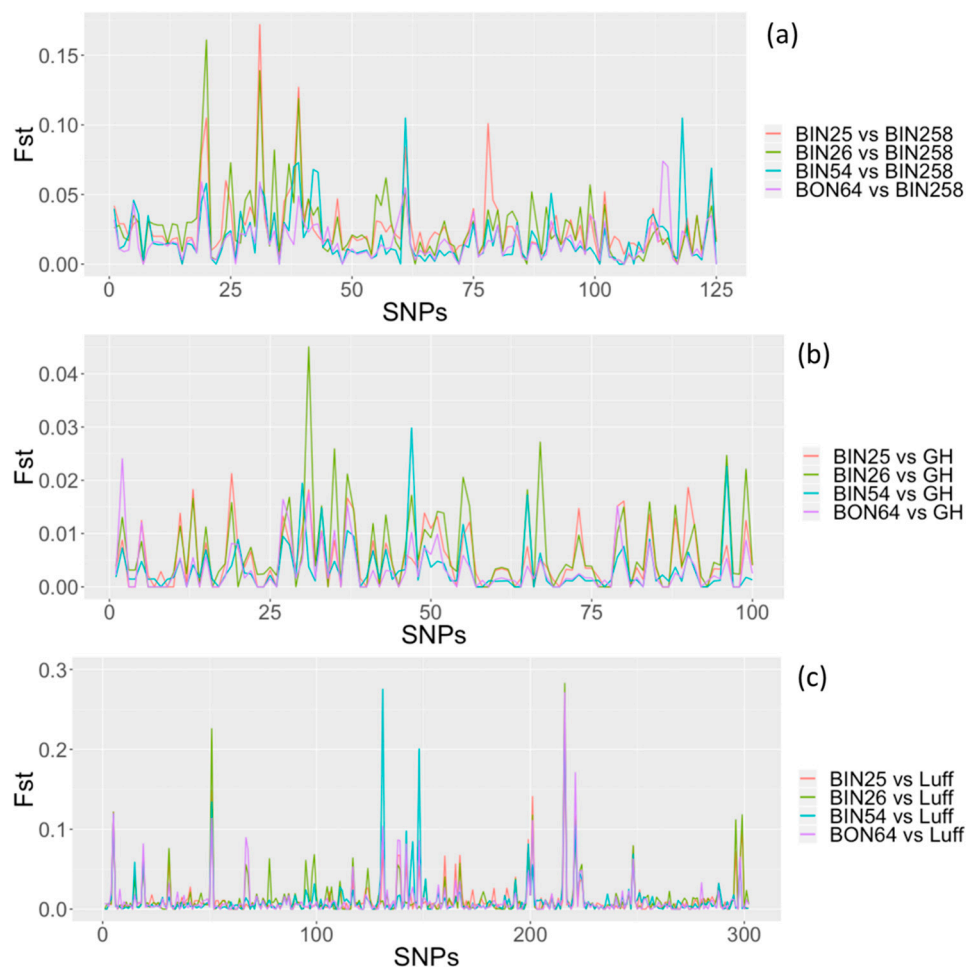 (a)
Fst
0.15
0.10
0.05
0.00
0 25 50 75 100 125
SNPs
BIN25 vs BIN258
BIN26 vs BIN258
BIN54 vs BIN258
BON64 vs BIN258
(b)
Fst
0.04
0.03
0.02
0.01
0.00
0 25 50 75 100
SNPs
BIN25 vs GH
BIN26 vs GH
BIN54 vs GH
BON64 vs GH
(c)
Fst
0.3
0.2
0.1
0.0
0 100 200 300
SNPs
BIN25 vs Luff
BIN26 vs Luff
BIN54 vs Luff
BON64 vs Luff